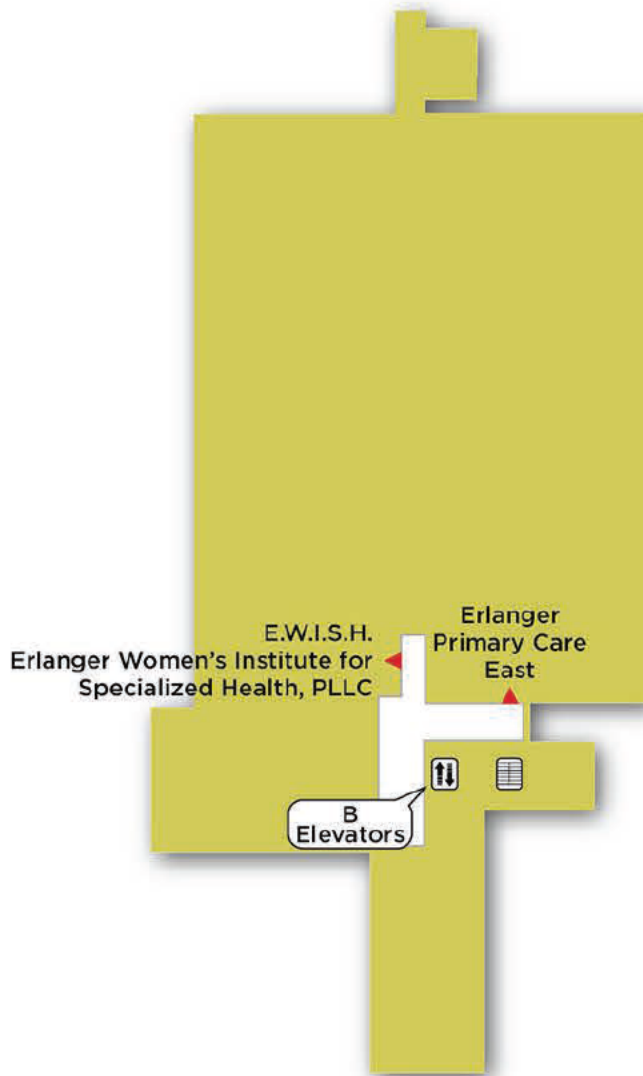 E.W.I.S.H.
Erlanger Women's Institute for
Specialized Health, PLLC
Erlanger
Primary Care
East
B
Elevators